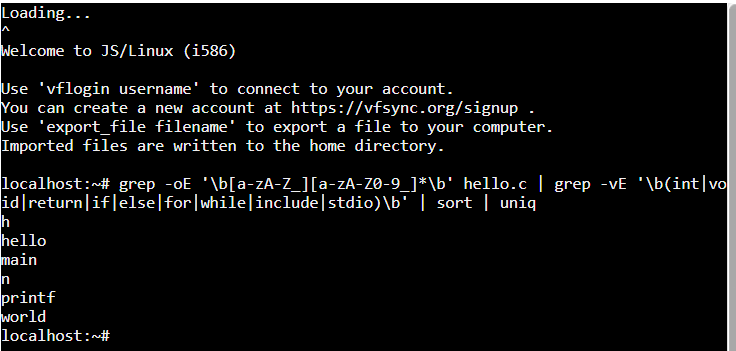 Loading...
^
Welcome to JS/Linux (i586)
Use 'vflogin username' to connect to your account.
You can create a new account at https://vfsync.org/signup .
Use 'export_file filename' to export a file to your computer.
Imported files are written to the home directory.
localhost:~# grep -oE '\b[a-zA-Z_][a-zA-Z0-9_]*\b' hello.c | grep -vE '\b(int|vo
id|return|if|else|for|while|include|stdio)\b' | sort | uniq
h
hello
main
n
printf
world
localhost:~#